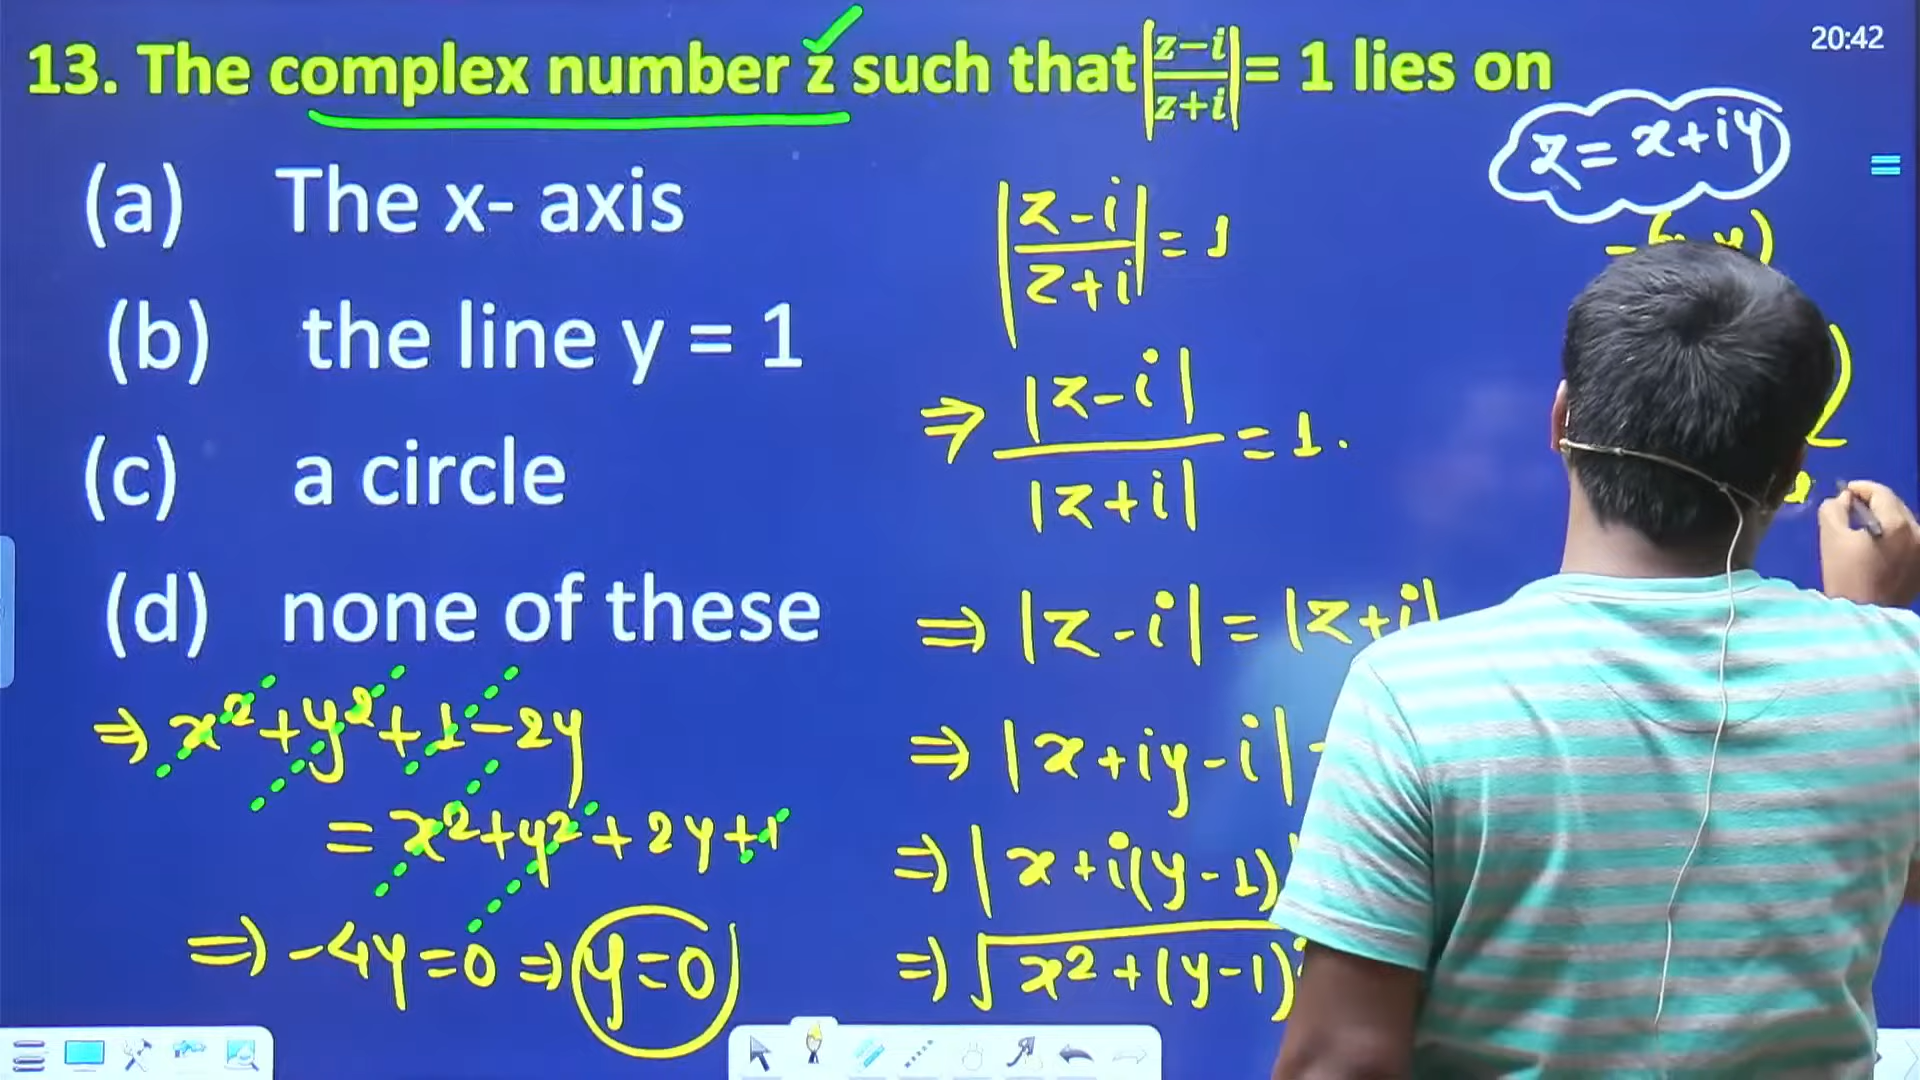 13. The complex number z such that |z−i/z+i| = 1 lies on
20:42
z = x+iy
(a) The x- axis
(b) the line y = 1
(c) a circle
(d) none of these
|z-i/z+i| = 1
⇒ |z-i|/|z+i| = 1.
⇒ |z-i| = |z+i|
⇒ |x+iy-i|
⇒ |x+i(y-1)
⇒ √x²+(y-1)²
⇒ x²+y²+1-2y
= x²+y²+2y+1
⇒ -4y=0 ⇒ y=0